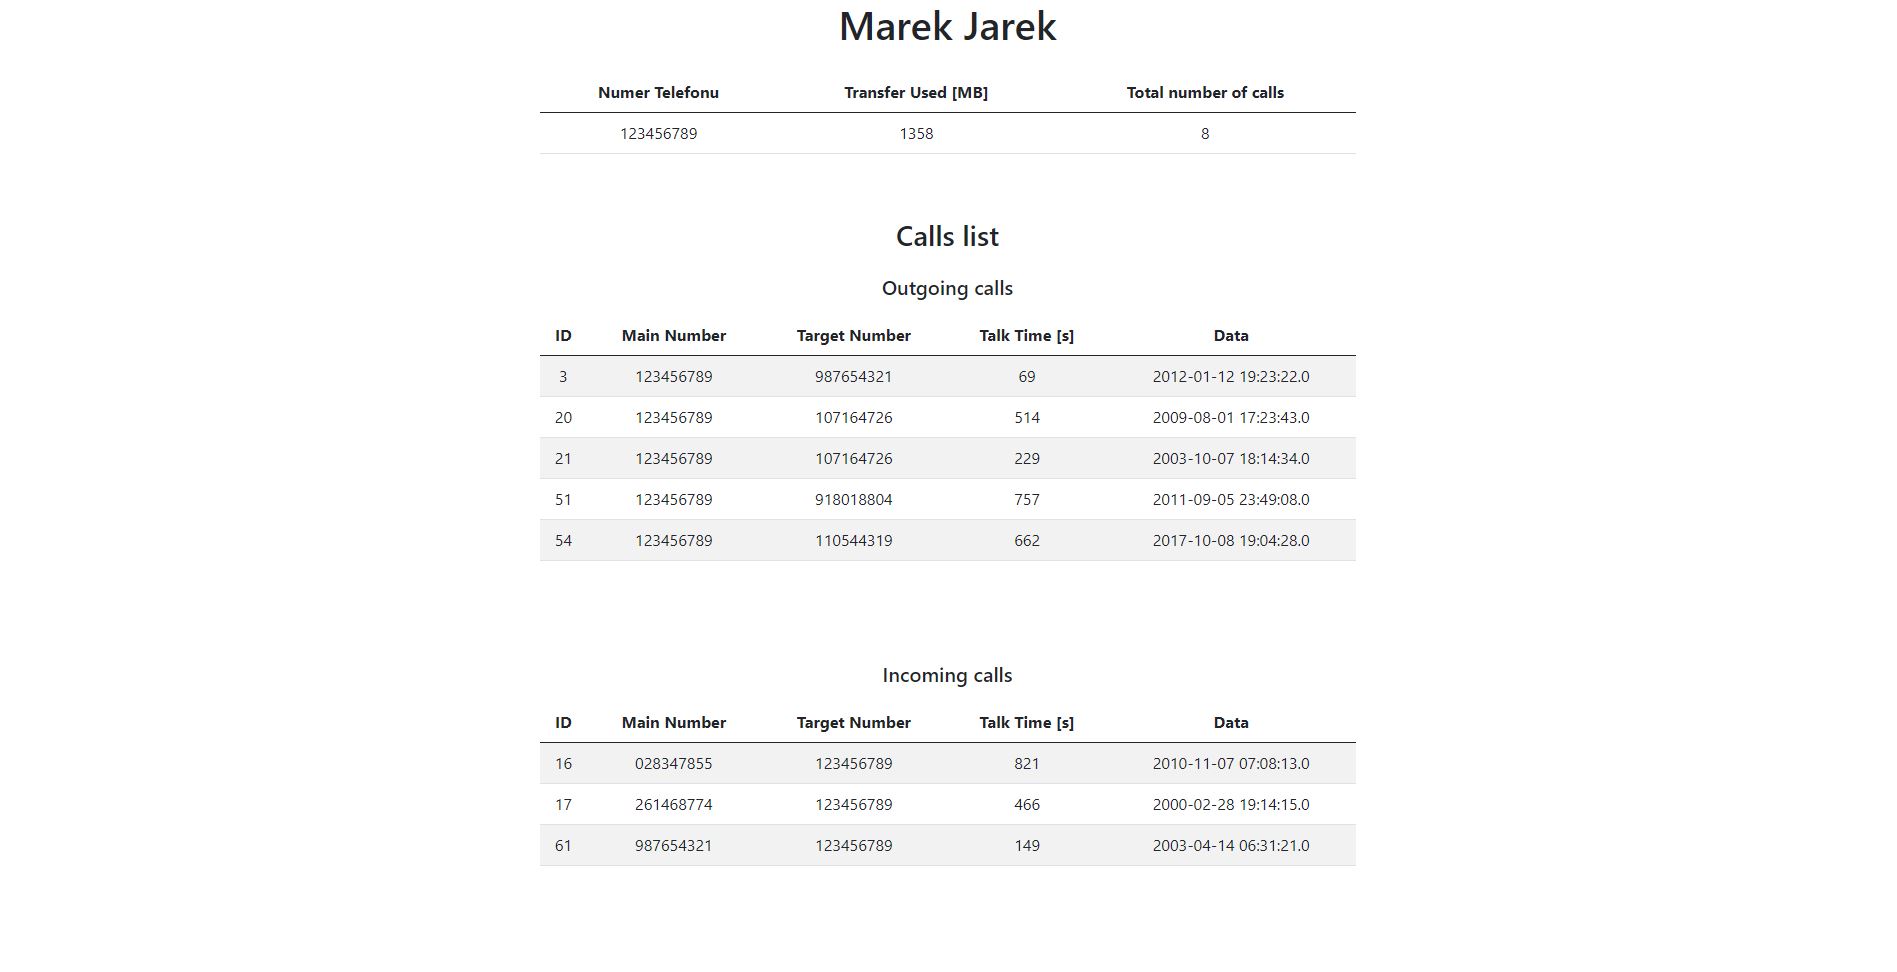 Marek Jarek
Numer Telefonu Transfer Used [MB] Total number of calls
123456789 1358 8
Calls list
Outgoing calls
ID Main Number Target Number Talk Time [s] Data
3 123456789 987654321 69 2012-01-12 19:23:22.0
20 123456789 107164726 514 2009-08-01 17:23:43.0
21 123456789 107164726 229 2003-10-07 18:14:34.0
51 123456789 918018804 757 2011-09-05 23:49:08.0
54 123456789 110544319 662 2017-10-08 19:04:28.0
Incoming calls
ID Main Number Target Number Talk Time [s] Data
16 028347855 123456789 821 2010-11-07 07:08:13.0
17 261468774 123456789 466 2000-02-28 19:14:15.0
61 987654321 123456789 149 2003-04-14 06:31:21.0